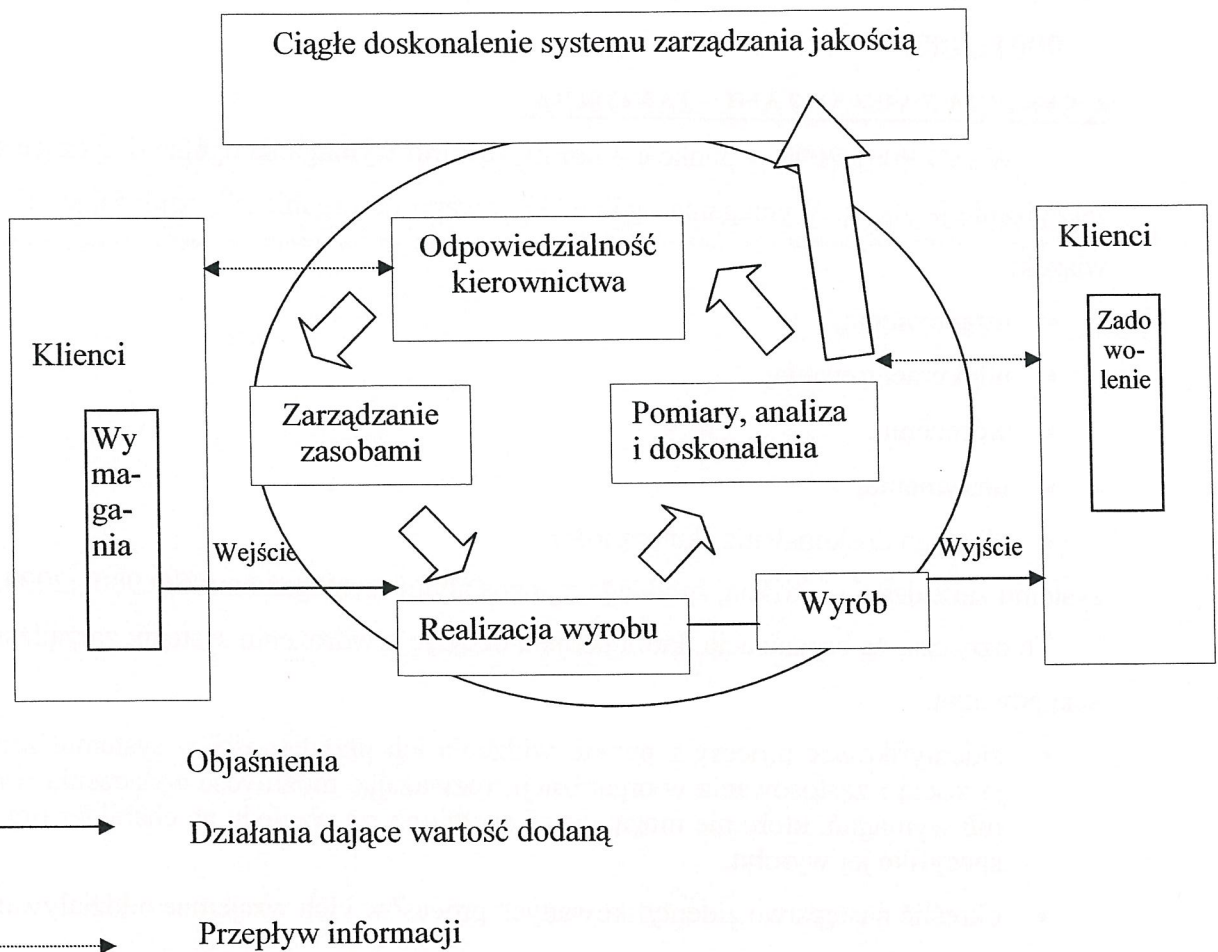 Ciągłe doskonalenie systemu zarządzania jakością
Klienci
Wy
ma-
ga-
nia
Odpowiedzialność
kierownictwa
Zarządzanie
zasobami
Pomiary, analiza
i doskonalenia
Klienci
Zado
wo-
lenie
Wejście
Realizacja wyrobu
Wyrób
Wyjście
Objaśnienia
Działania dające wartość dodaną
Przepływ informacji